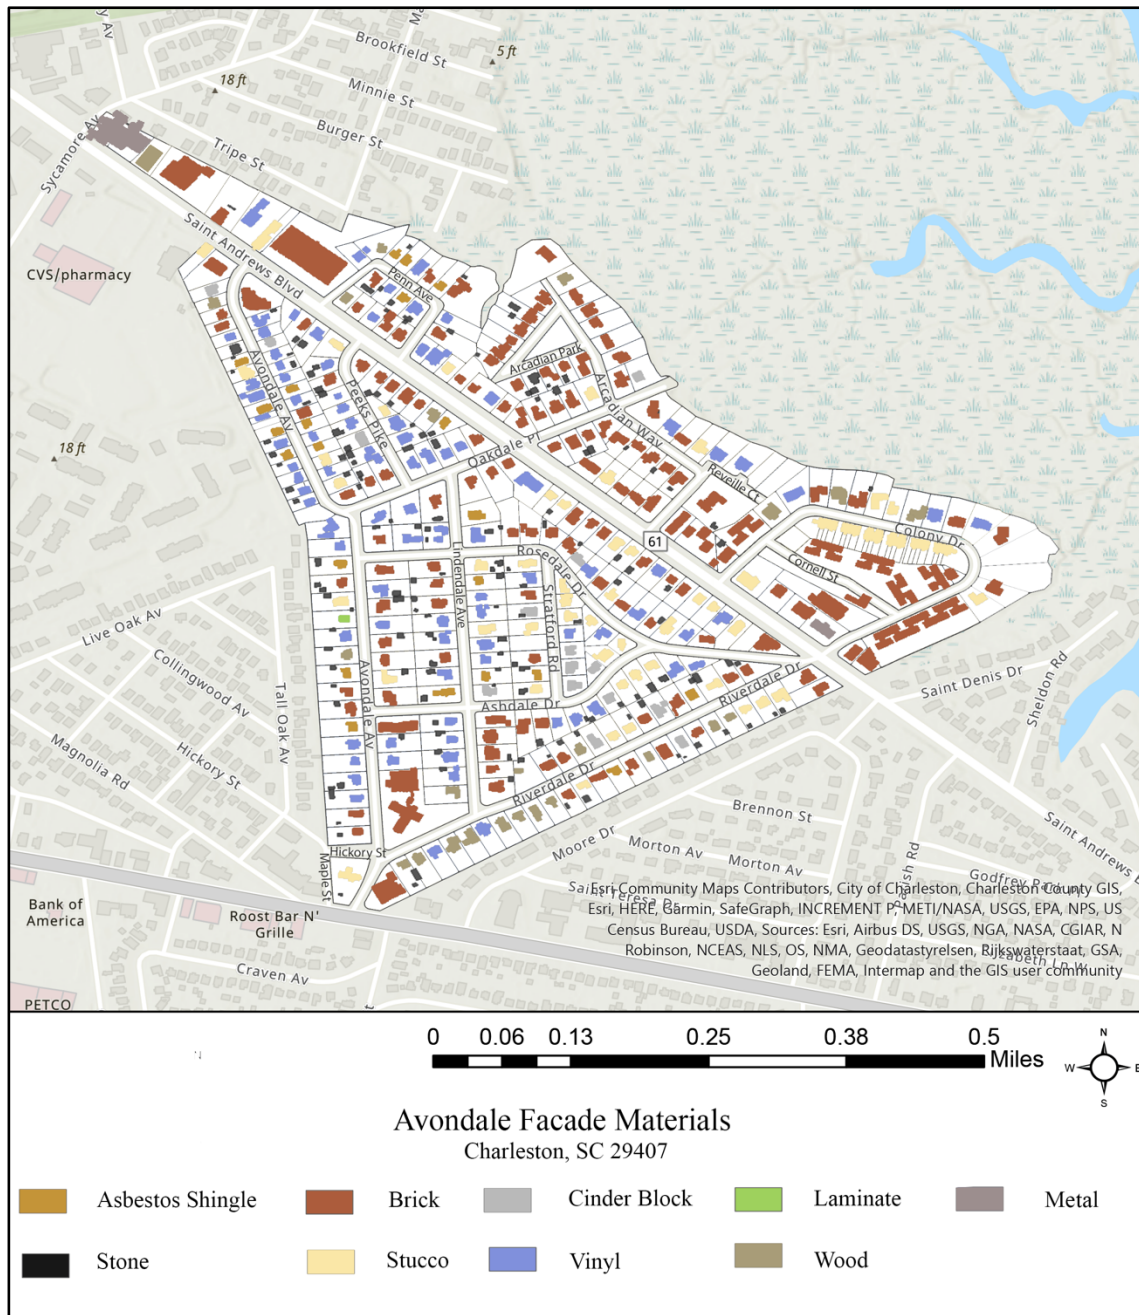 Brookfield St
5 ft
18 ft
Minnie St
Burger St
Tripe St
Sycamore Av
Saint Andrews Blvd
CVS/pharmacy
Penn Ave
Arcadian Park
Avondale Av
Peeks Pike
Arcadian Way
18 ft
Oakdale Pl
Reveille Ct
61
Colony Dr
Cornell St
Lindendale Ave
Rosedale Dr
Stratford Rd
Live Oak Av
Collingwood Av
Tall Oak Av
Avondale Av
Ashdale Dr
Riverdale Dr
Saint Denis Dr
Sheldon Rd
Magnolia Rd
Hickory St
Riverdale Dr
Brennon St
Moore Dr
Morton Av
Morton Av
Hickory St
Maple St
Bank of
America
Roost Bar N'
Grille
Craven Av
PETCO
Esri Community Maps Contributors, City of Charleston, Charleston County GIS,
Esri, HERE, Garmin, SafeGraph, INCREMENT P, METI/NASA, USGS, EPA, NPS, US
Census Bureau, USDA, Sources: Esri, Airbus DS, USGS, NGA, NASA, CGIAR, N
Robinson, NCEAS, NLS, OS, NMA, Geodatastyrelsen, Rijkswaterstaat, GSA,
Geoland, FEMA, Intermap and the GIS user community
0 0.06 0.13 0.25 0.38 0.5
Miles
N
W E
S
Avondale Facade Materials
Charleston, SC 29407
Asbestos Shingle Brick Cinder Block Laminate Metal
Stone Stucco Vinyl Wood